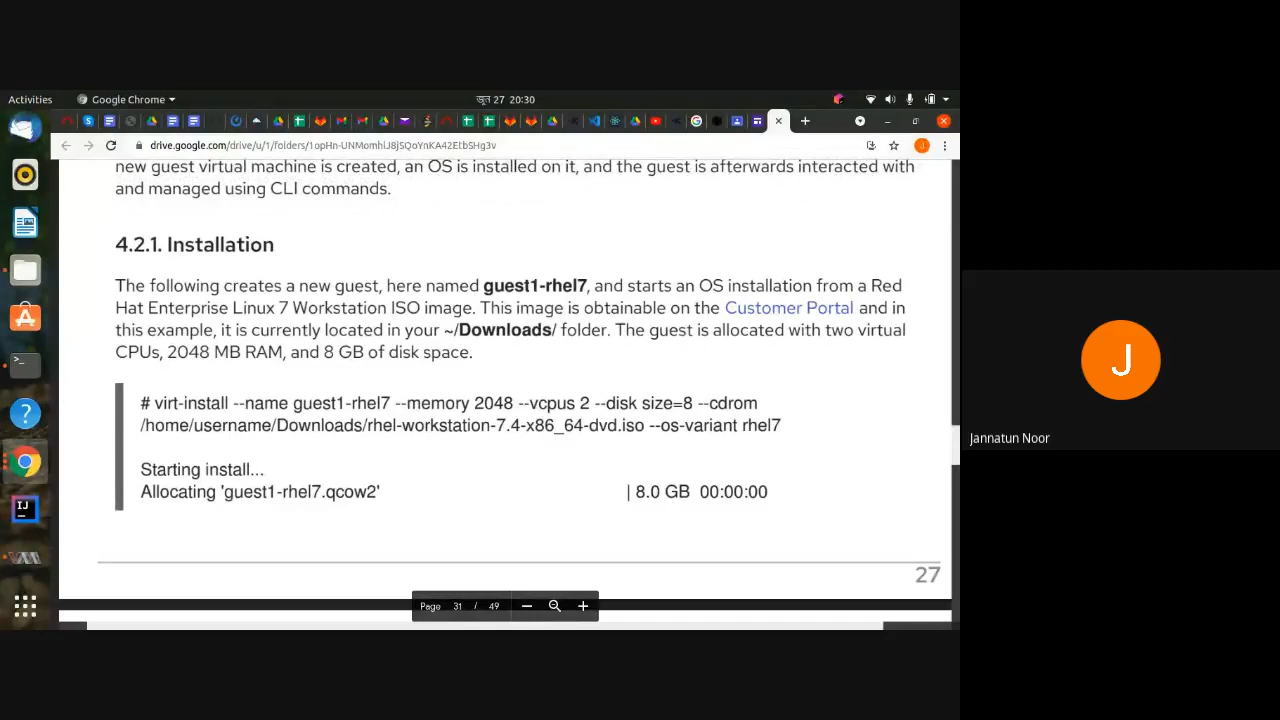 Activities
Google Chrome
जून 27 20:30
drive.google.com/drive/u/1/folders/1opHn-UNMomhiJ8JSQoYnKA42EtbSHg3v
new guest virtual machine is created, an OS is installed on it, and the guest is afterwards interacted with
and managed using CLI commands.
4.2.1. Installation
The following creates a new guest, here named guest1-rhel7, and starts an OS installation from a Red
Hat Enterprise Linux 7 Workstation ISO image. This image is obtainable on the Customer Portal and in
this example, it is currently located in your ~/Downloads/ folder. The guest is allocated with two virtual
CPUs, 2048 MB RAM, and 8 GB of disk space.
# virt-install --name guest1-rhel7 --memory 2048 --vcpus 2 --disk size=8 --cdrom
/home/username/Downloads/rhel-workstation-7.4-x86_64-dvd.iso --os-variant rhel7
Starting install...
Allocating 'guest1-rhel7.qcow2' | 8.0 GB 00:00:00
27
Page 31 / 49
J
Jannatun Noor